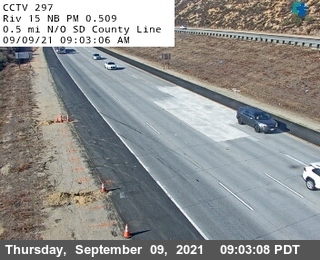 CCTV 297
Riv 15 NB PM 0.509
0.5 mi N/O SD County Line
09/09/21 09:03:06 AM
Thursday, September 09, 2021 09:03:08 PDT